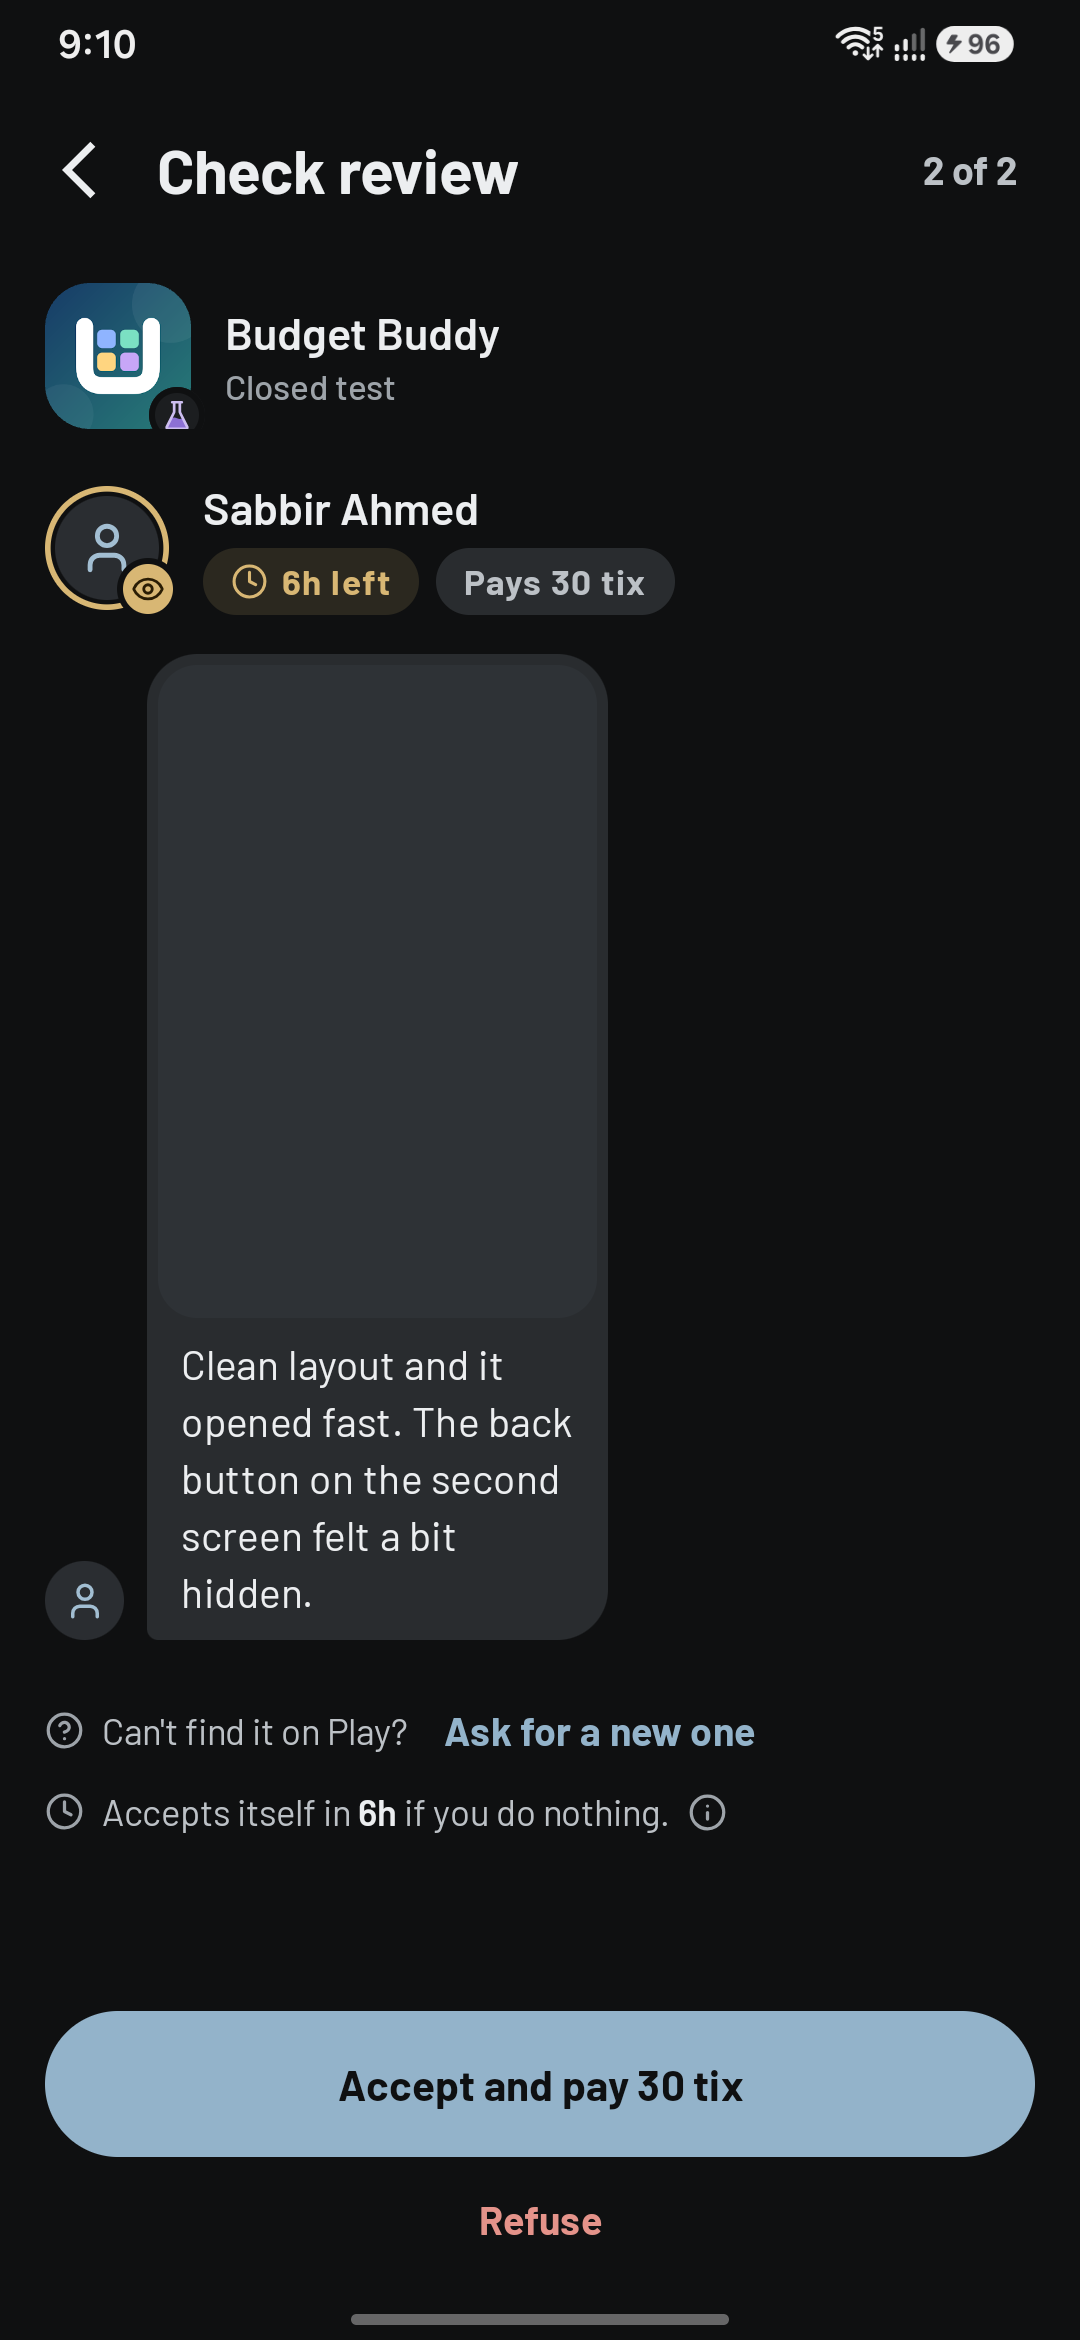 9:10
5
96
Check review
2 of 2
Budget Buddy
Closed test
Sabbir Ahmed
6h left
Pays 30 tix
Clean layout and it
opened fast. The back
button on the second
screen felt a bit
hidden.
Can't find it on Play? Ask for a new one
Accepts itself in 6h if you do nothing.
Accept and pay 30 tix
Refuse